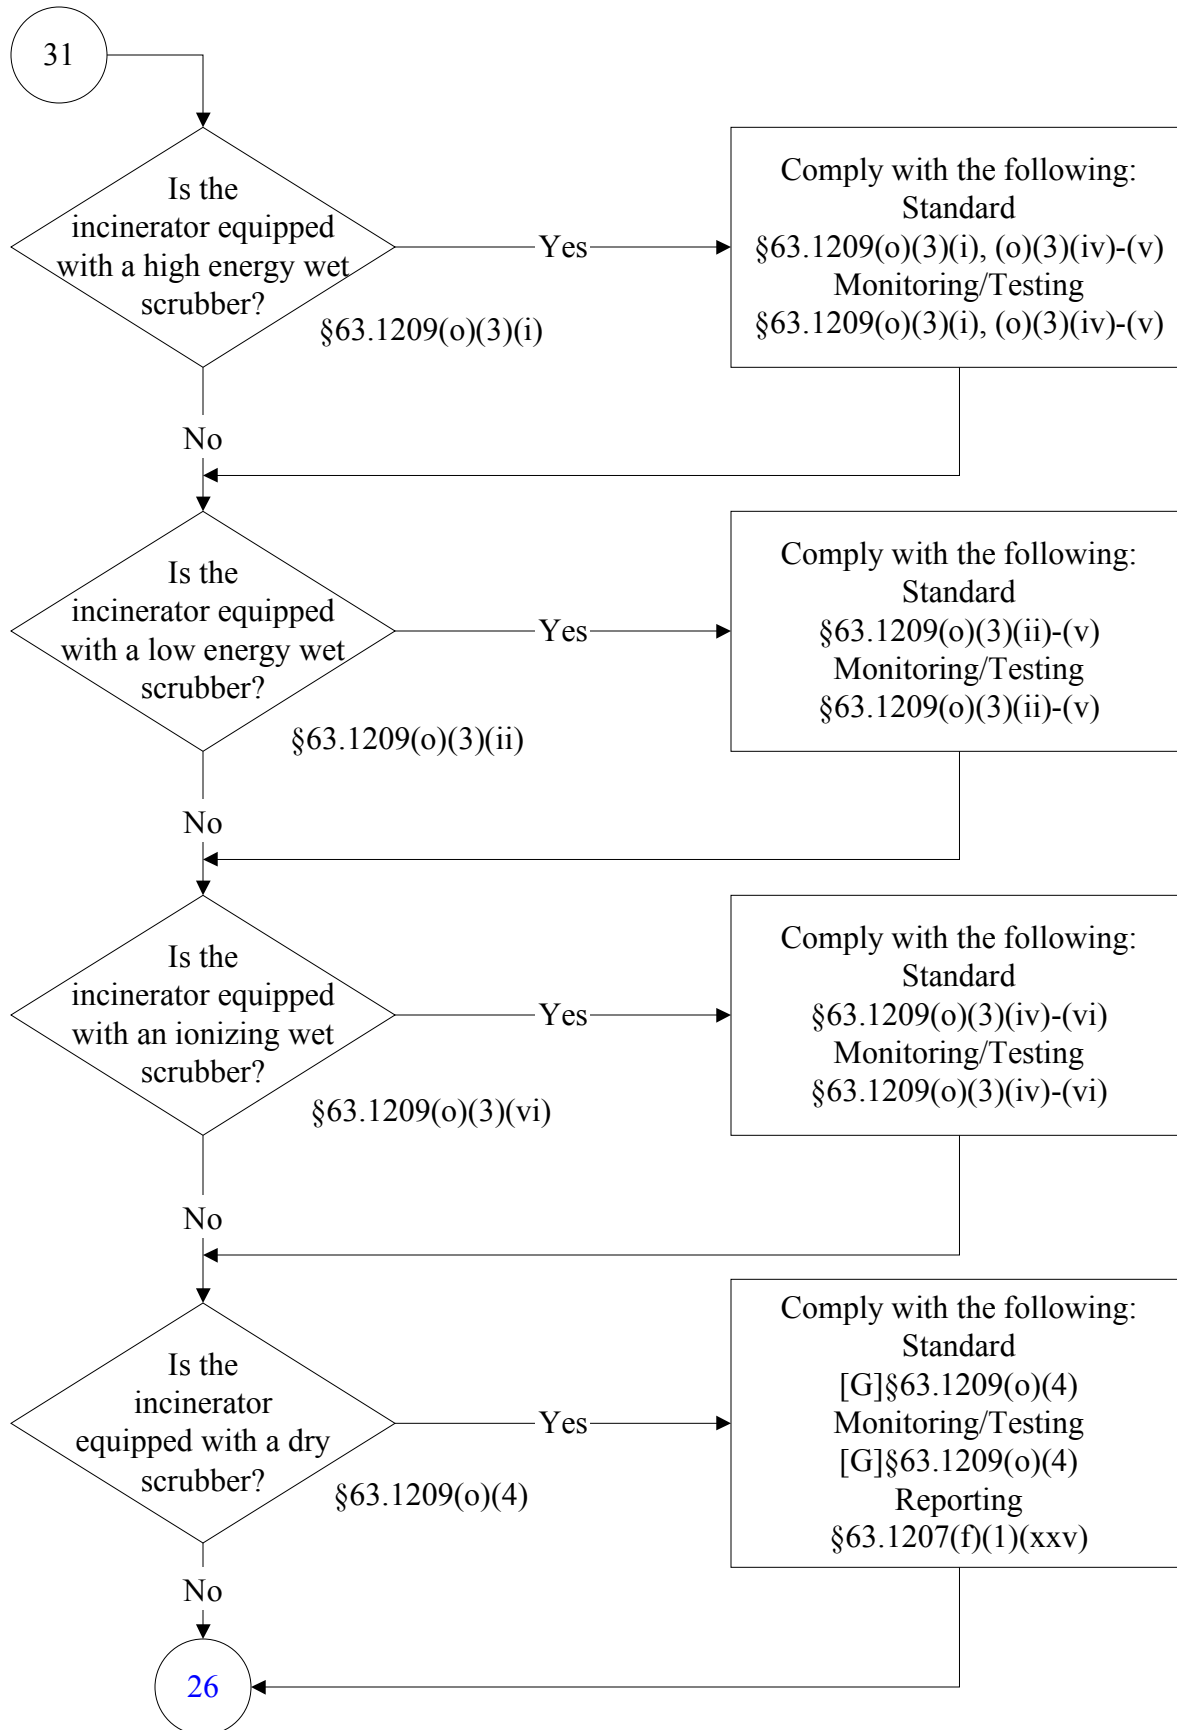 31
Is the
incinerator equipped
with a high energy wet
scrubber?
Yes
§63.1209(o)(3)(i)
Comply with the following:
Standard
§63.1209(o)(3)(i), (o)(3)(iv)-(v)
Monitoring/Testing
§63.1209(o)(3)(i), (o)(3)(iv)-(v)
No
Is the
incinerator equipped
with a low energy wet
scrubber?
Yes
§63.1209(o)(3)(ii)
Comply with the following:
Standard
§63.1209(o)(3)(ii)-(v)
Monitoring/Testing
§63.1209(o)(3)(ii)-(v)
No
Is the
incinerator equipped
with an ionizing wet
scrubber?
Yes
§63.1209(o)(3)(vi)
Comply with the following:
Standard
§63.1209(o)(3)(iv)-(vi)
Monitoring/Testing
§63.1209(o)(3)(iv)-(vi)
No
Is the
incinerator
equipped with a dry
scrubber?
Yes
§63.1209(o)(4)
Comply with the following:
Standard
[G]§63.1209(o)(4)
Monitoring/Testing
[G]§63.1209(o)(4)
Reporting
§63.1207(f)(1)(xxv)
No
26